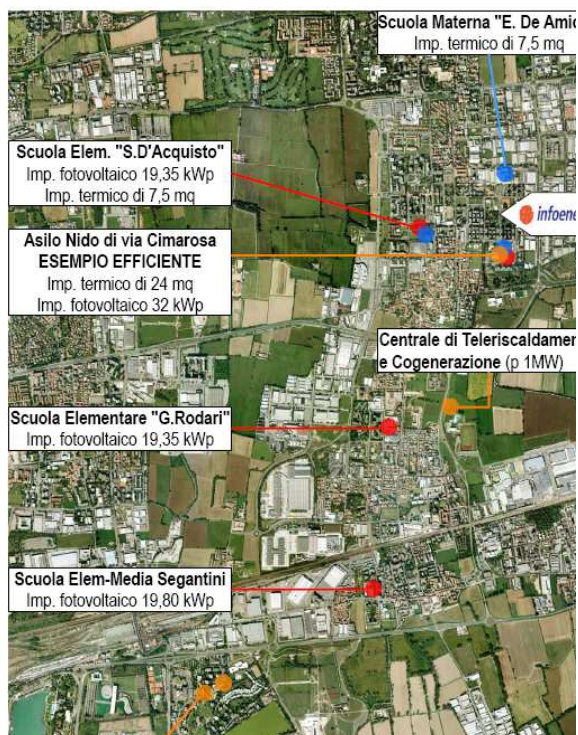 Scuola Materna "E. De Amic
Imp. termico di 7,5 mq
Scuola Elem. "S.D'Acquisto"
Imp. fotovoltaico 19,35 kWp
Imp. termico di 7,5 mq
infoene
Asilo Nido di via Cimarosa
ESEMPIO EFFICIENTE
Imp. termico di 24 mq
Imp. fotovoltaico 32 kWp
Centrale di Teleriscaldamen
e Cogenerazione (p 1MW)
Scuola Elementare "G.Rodari"
Imp. fotovoltaico 19,35 kWp
Scuola Elem-Media Segantini
Imp. fotovoltaico 19,80 kWp